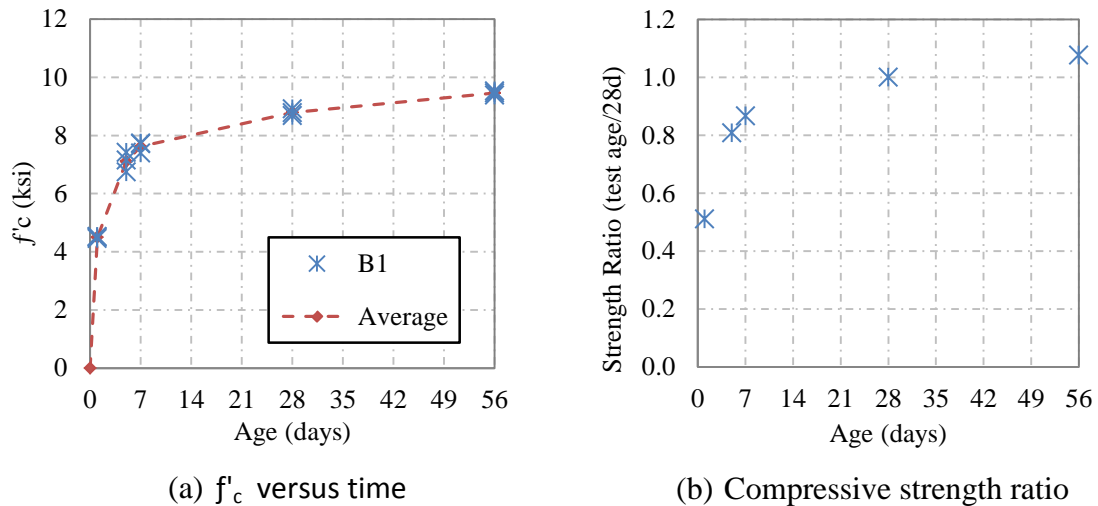 12
10
8
6
4
2
0
f'c (ksi)
B1
Average
0 7 14 21 28 35 42 49 56
Age (days)
(a) f'c versus time
1.2
1.0
0.8
0.6
0.4
0.2
0.0
Strength Ratio (test age/28d)
0 7 14 21 28 35 42 49 56
Age (days)
(b) Compressive strength ratio